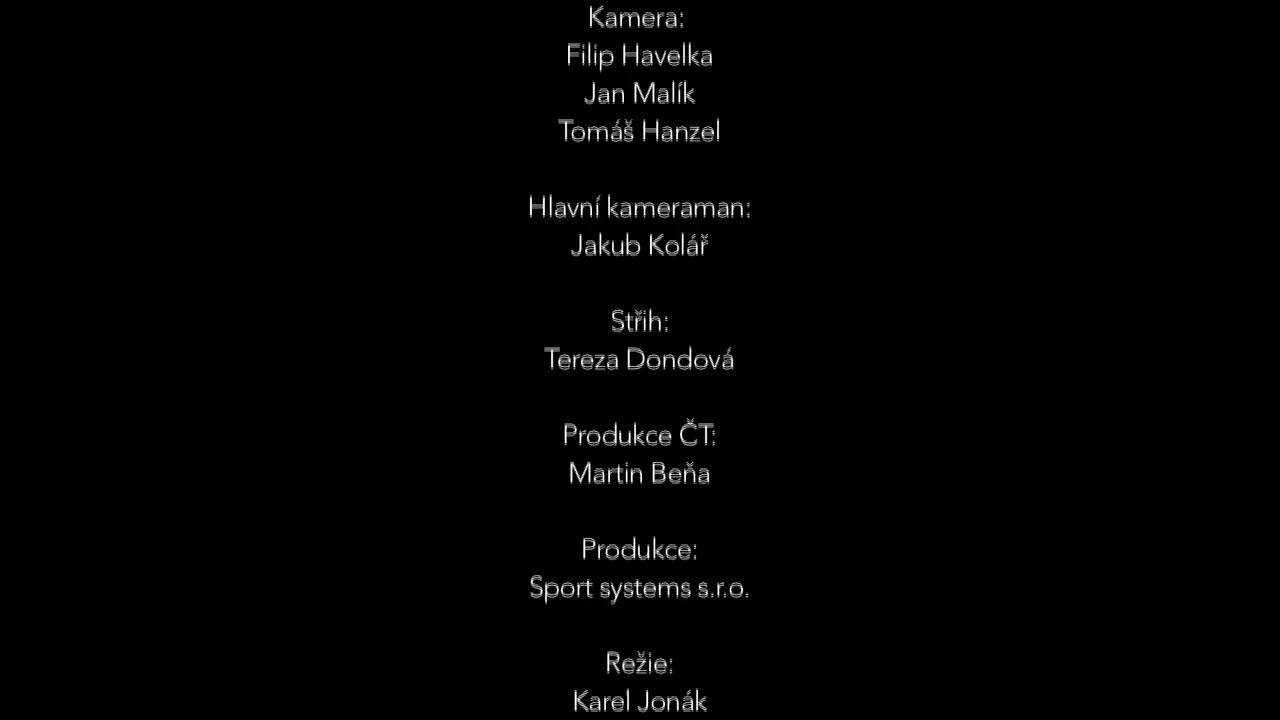 Kamera:
Filip Havelka
Jan Malík
Tomáš Hanzel
Hlavní kameraman:
Jakub Kolář
Střih:
Tereza Dondová
Produkce ČT:
Martin Beňa
Produkce:
Sport systems s.r.o.
Režie:
Karel Jonák